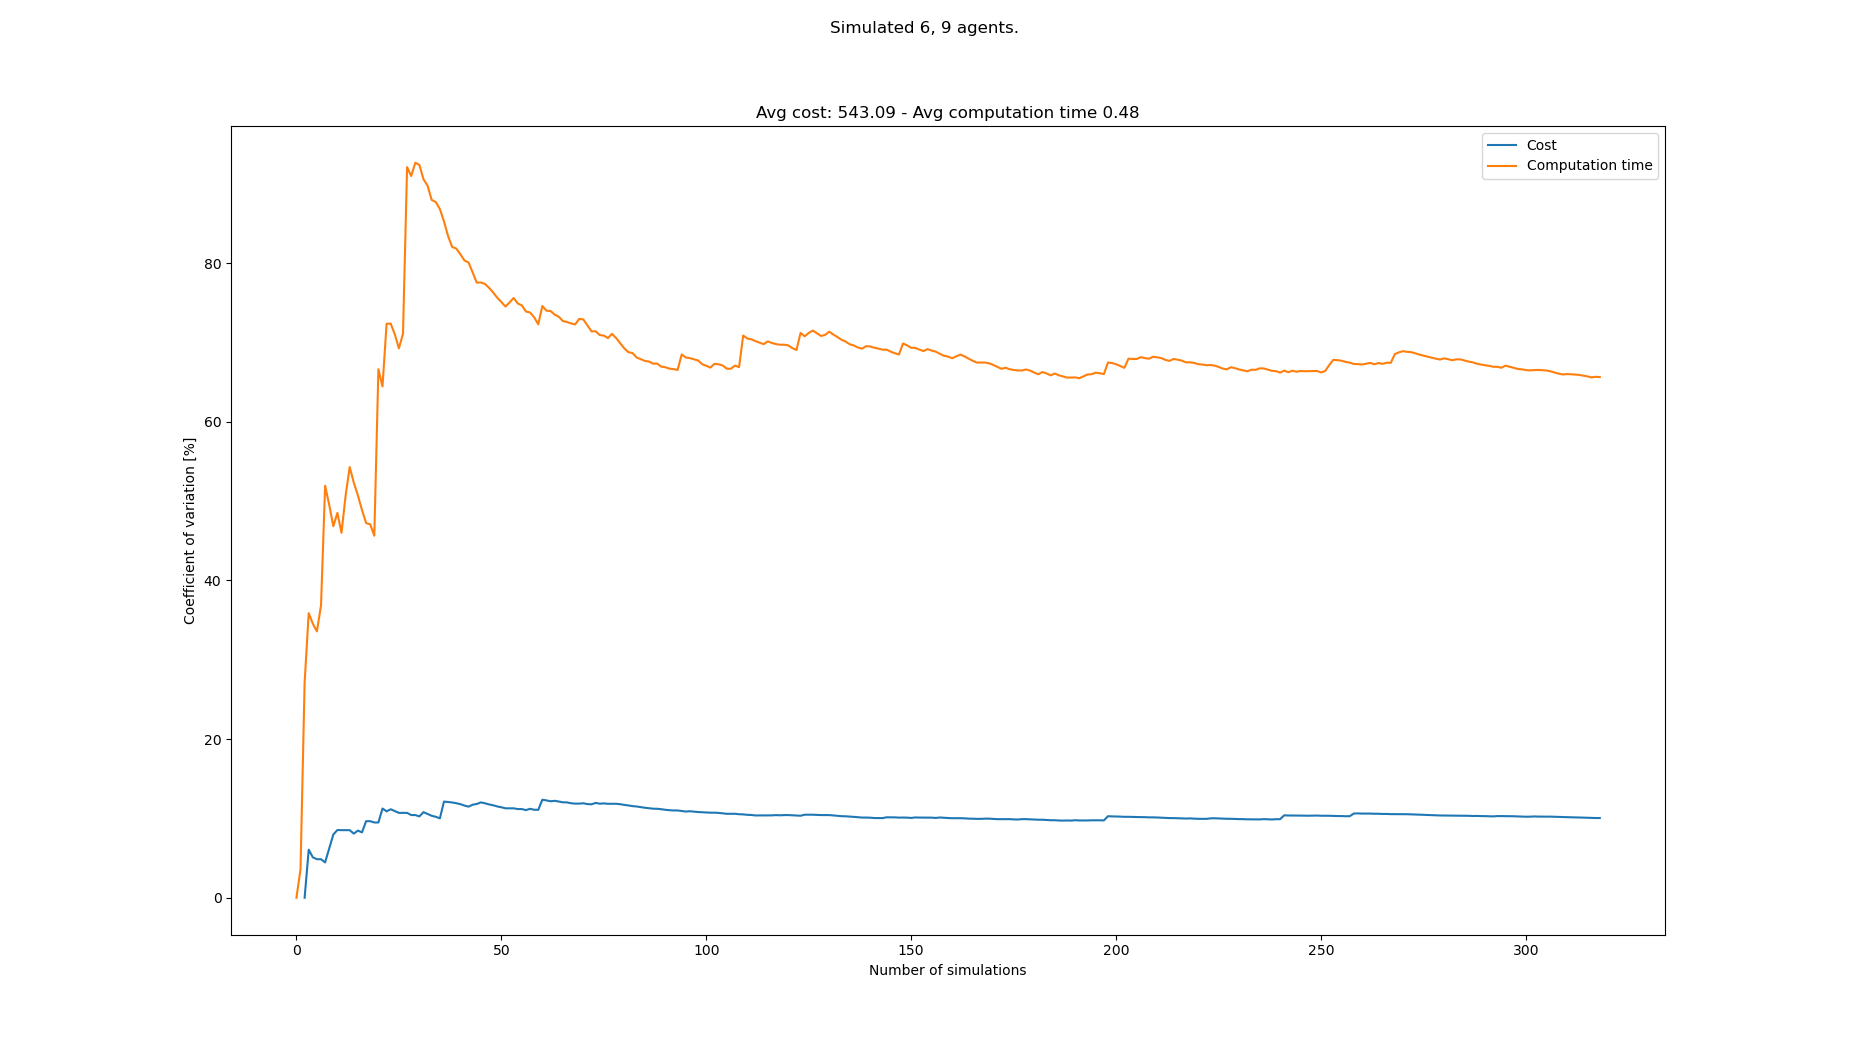 Simulated 6, 9 agents.
Avg cost: 543.09 - Avg computation time 0.48
Cost
Computation time
Coefficient of variation [%]
80
60
40
20
0
0 50 100 150 200 250 300
Number of simulations